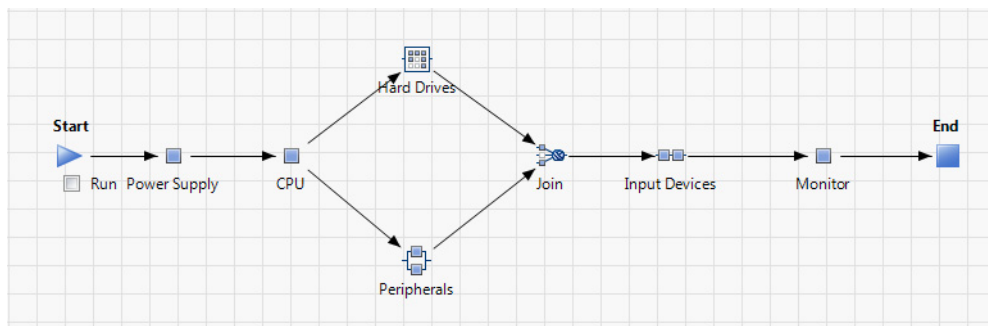 Hard Drives
Start
End
Run
Power Supply
CPU
Join
Input Devices
Monitor
Peripherals